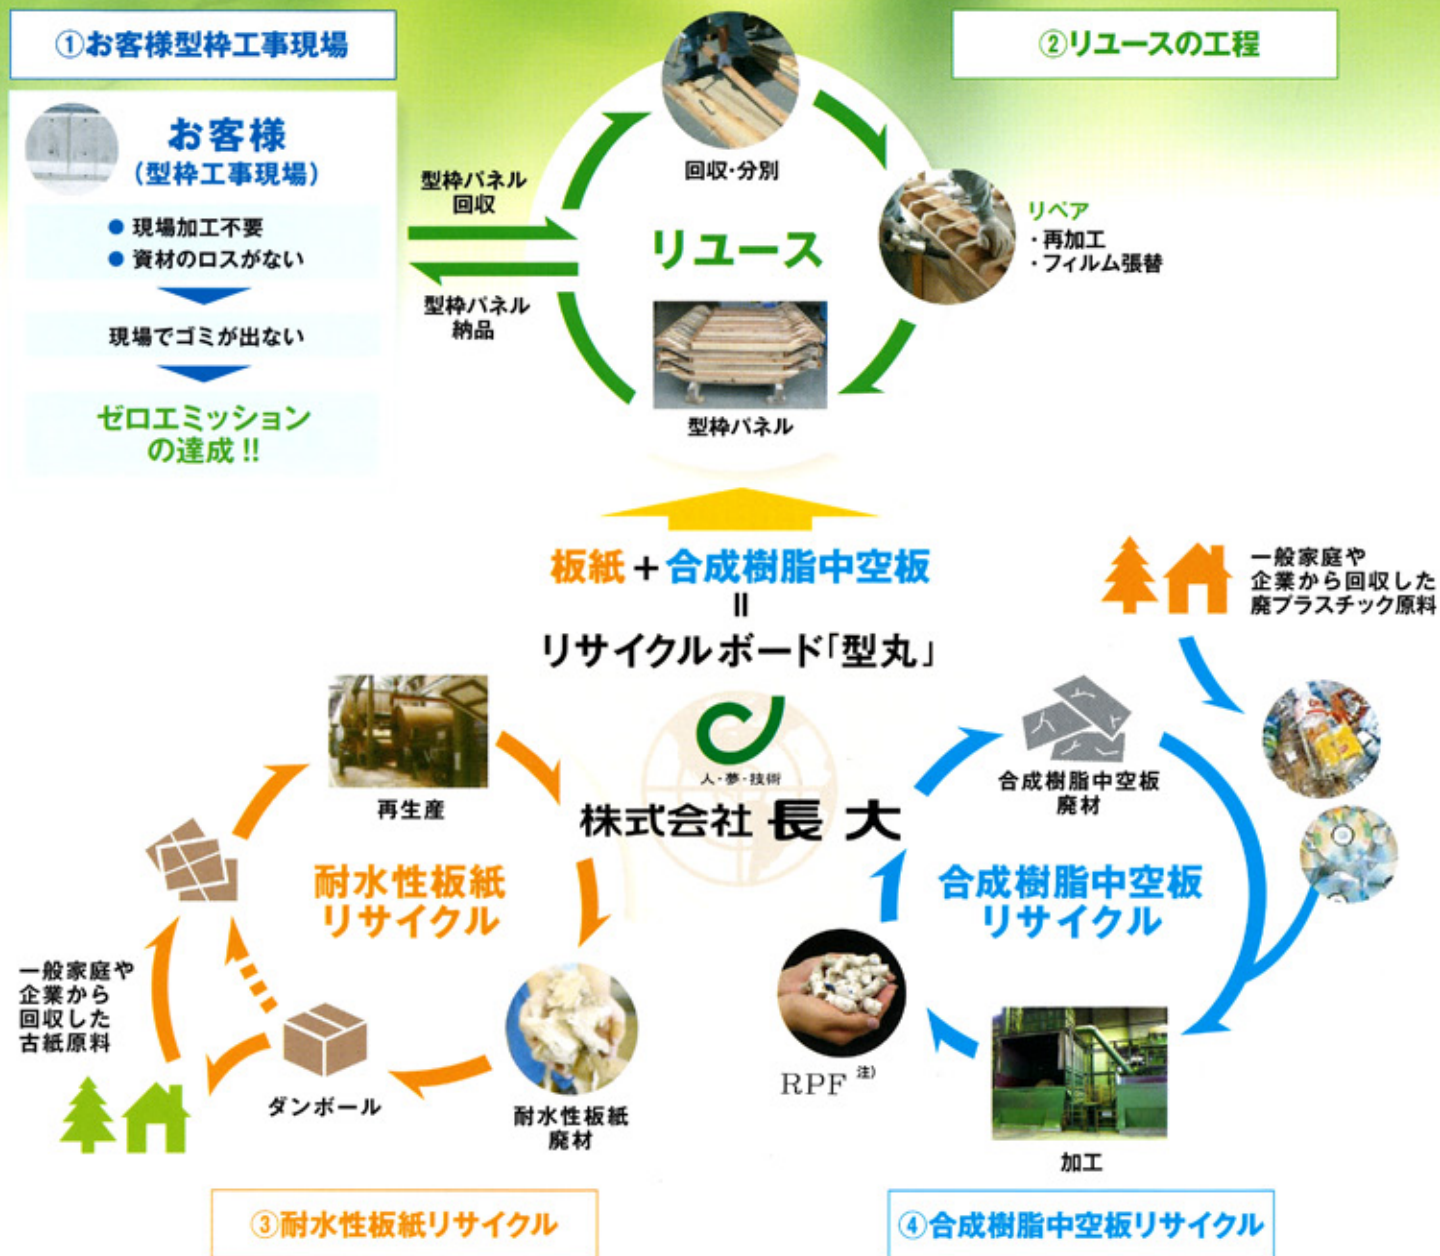 ①お客様型枠工事現場
お客様
(型枠工事現場)
● 現場加工不要
● 資材のロスがない
現場でゴミが出ない
ゼロエミッション
の達成!!
②リユースの工程
型枠パネル
回収
型枠パネル
納品
回収・分別
リユース
リペア
・再加工
・フィルム張替
型枠パネル
板紙+合成樹脂中空板
=
リサイクルボード「型丸」
人・夢・技術
株式会社 長大
再生産
耐水性板紙
リサイクル
一般家庭や
企業から
回収した
古紙原料
ダンボール
耐水性板紙
廃材
③耐水性板紙リサイクル
一般家庭や
企業から回収した
廃プラスチック原料
合成樹脂中空板
廃材
合成樹脂中空板
リサイクル
RPF 注)
加工
④合成樹脂中空板リサイクル